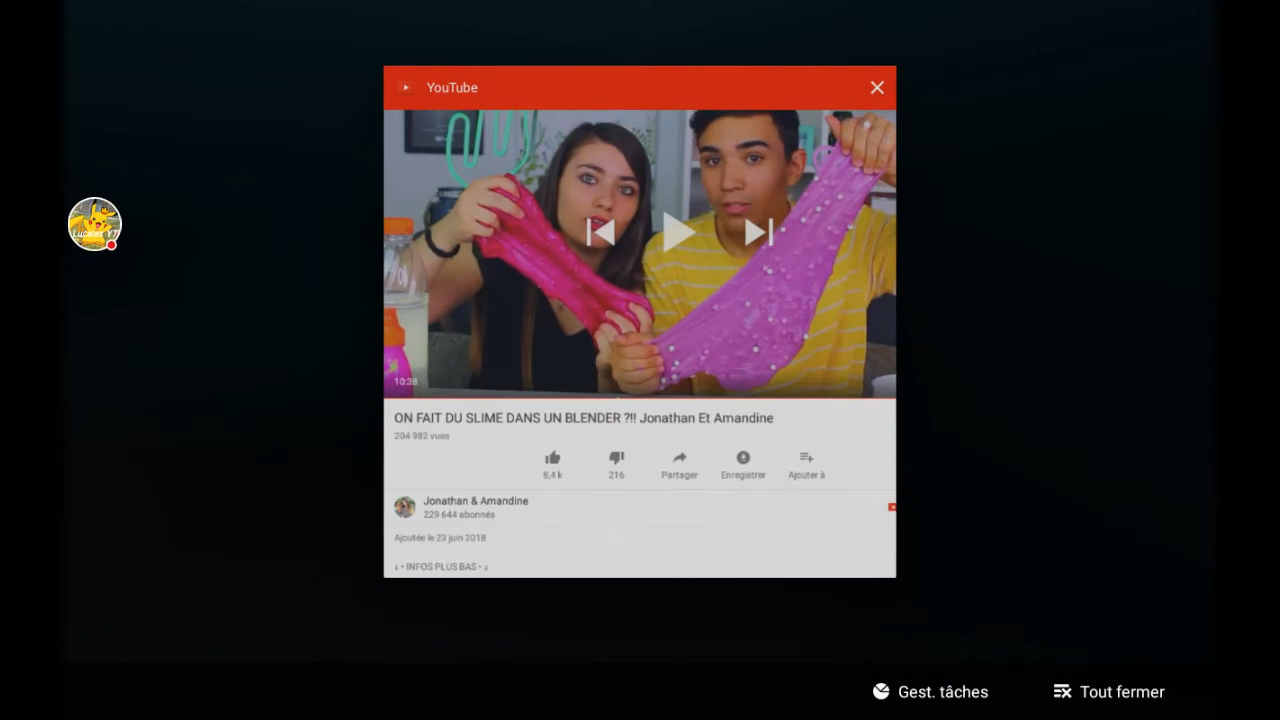 YouTube
Lucalex YT
10:38
ON FAIT DU SLIME DANS UN BLENDER ?!! Jonathan Et Amandine
204 982 vues
8,4 k
216
Partager
Enregistrer
Ajouter à
Jonathan & Amandine
229 644 abonnés
Ajoutée le 23 juin 2018
↓ • INFOS PLUS BAS • ↓
Gest. tâches
Tout fermer